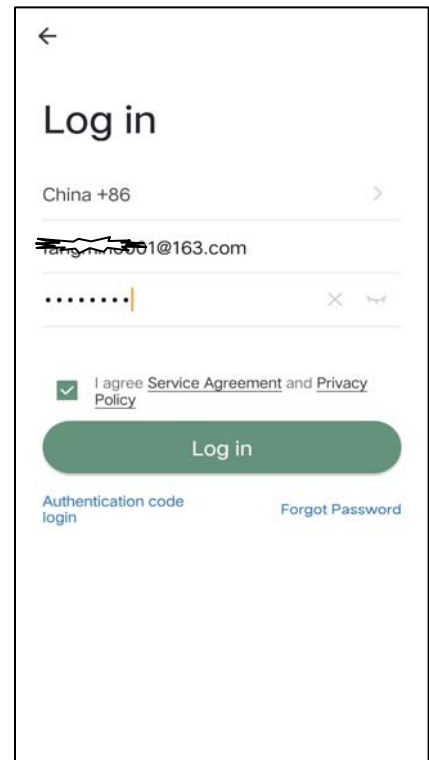 Log in
China +86
1@163.com
••••••••
I agree Service Agreement and Privacy
Policy
Log in
Authentication code
login
Forgot Password